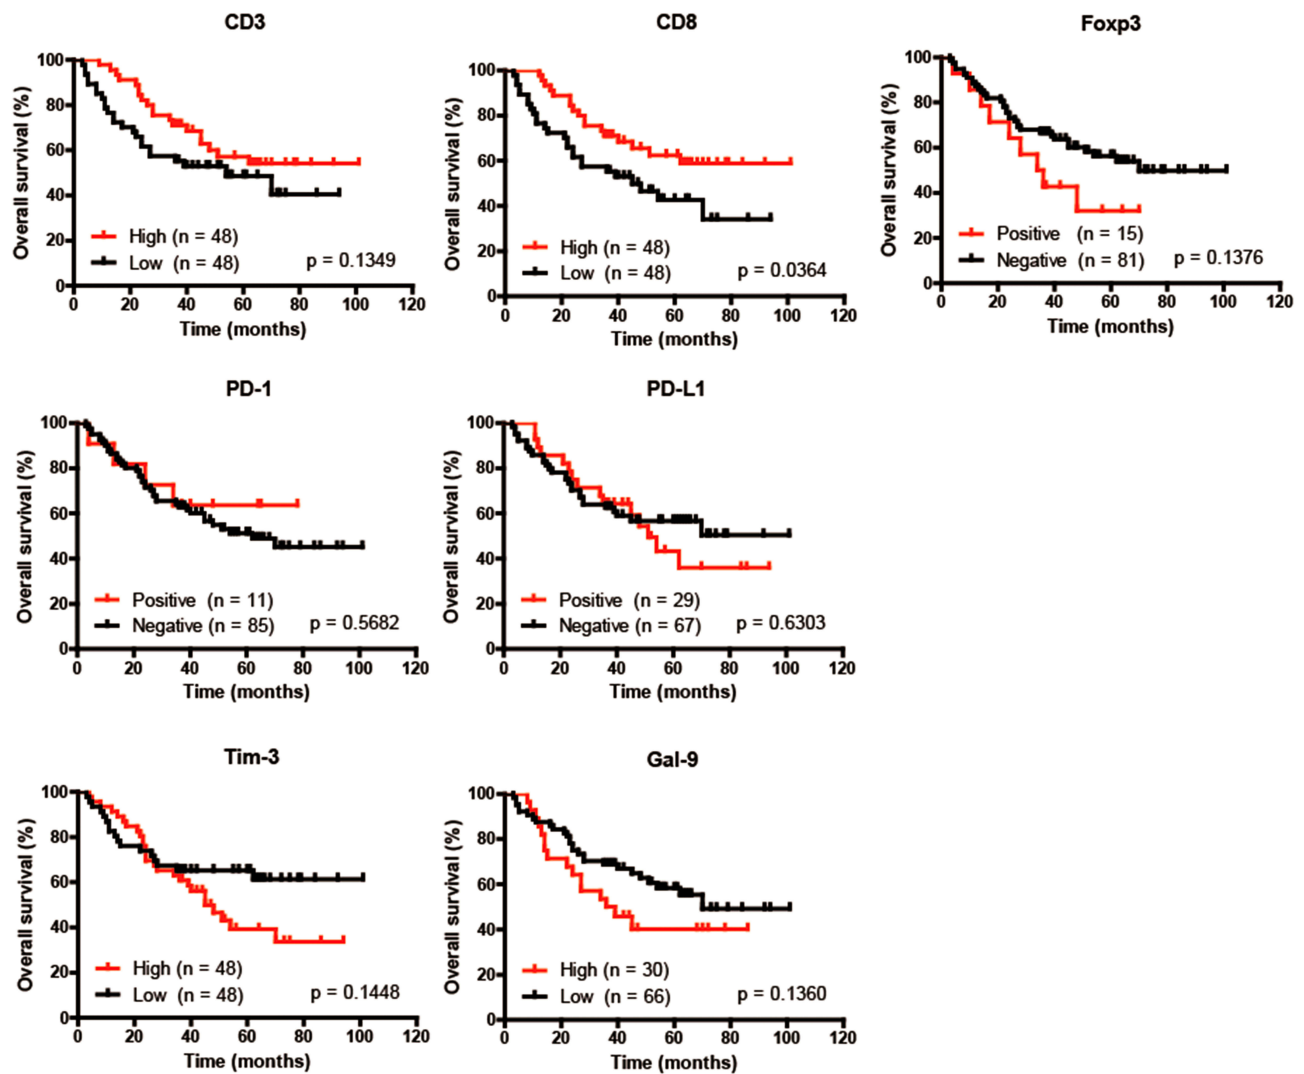 CD3
100
80
60
40
20
0
0 20 40 60 80 100 120
Overall survival (%)
Time (months)
High (n = 48)
Low (n = 48)
p = 0.1349
CD8
100
80
60
40
20
0
0 20 40 60 80 100 120
Overall survival (%)
Time (months)
High (n = 48)
Low (n = 48)
p = 0.0364
Foxp3
100
80
60
40
20
0
0 20 40 60 80 100 120
Overall survival (%)
Time (months)
Positive (n = 15)
Negative (n = 81)
p = 0.1376
PD-1
100
80
60
40
20
0
0 20 40 60 80 100 120
Overall survival (%)
Time (months)
Positive (n = 11)
Negative (n = 85)
p = 0.5682
PD-L1
100
80
60
40
20
0
0 20 40 60 80 100 120
Overall survival (%)
Time (months)
Positive (n = 29)
Negative (n = 67)
p = 0.6303
Tim-3
100
80
60
40
20
0
0 20 40 60 80 100 120
Overall survival (%)
Time (months)
High (n = 48)
Low (n = 48)
p = 0.1448
Gal-9
100
80
60
40
20
0
0 20 40 60 80 100 120
Overall survival (%)
Time (months)
High (n = 30)
Low (n = 66)
p = 0.1360